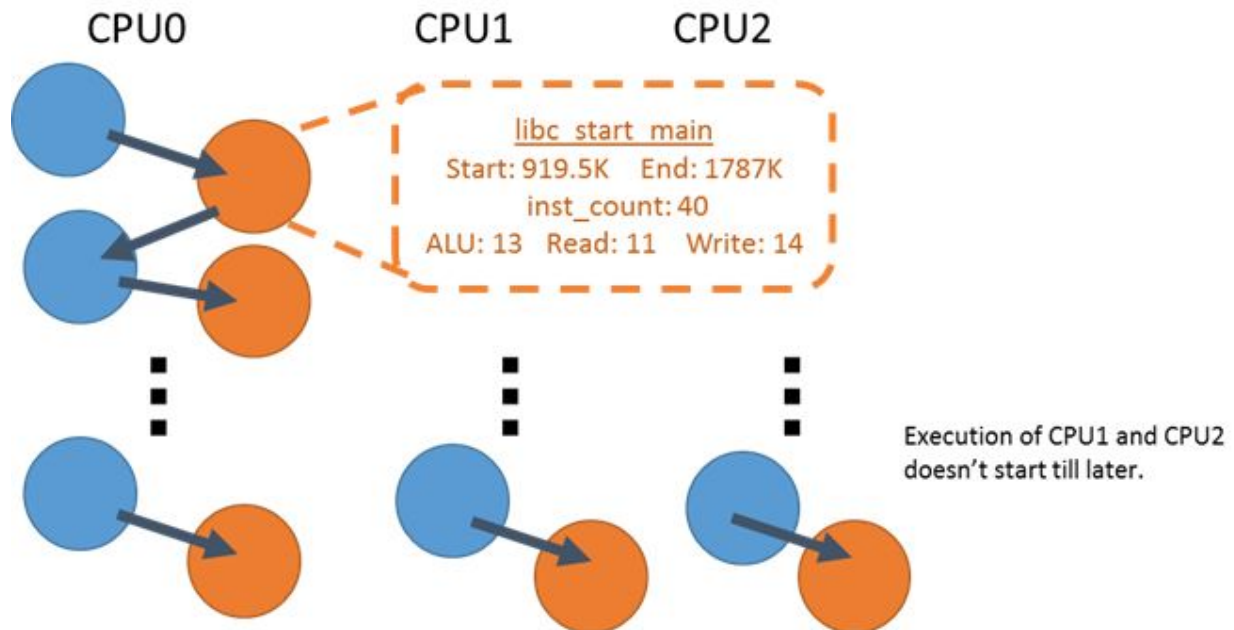 CPU0 CPU1 CPU2
libc_start_main
Start: 919.5K End: 1787K
inst_count: 40
ALU: 13 Read: 11 Write: 14
Execution of CPU1 and CPU2
doesn’t start till later.